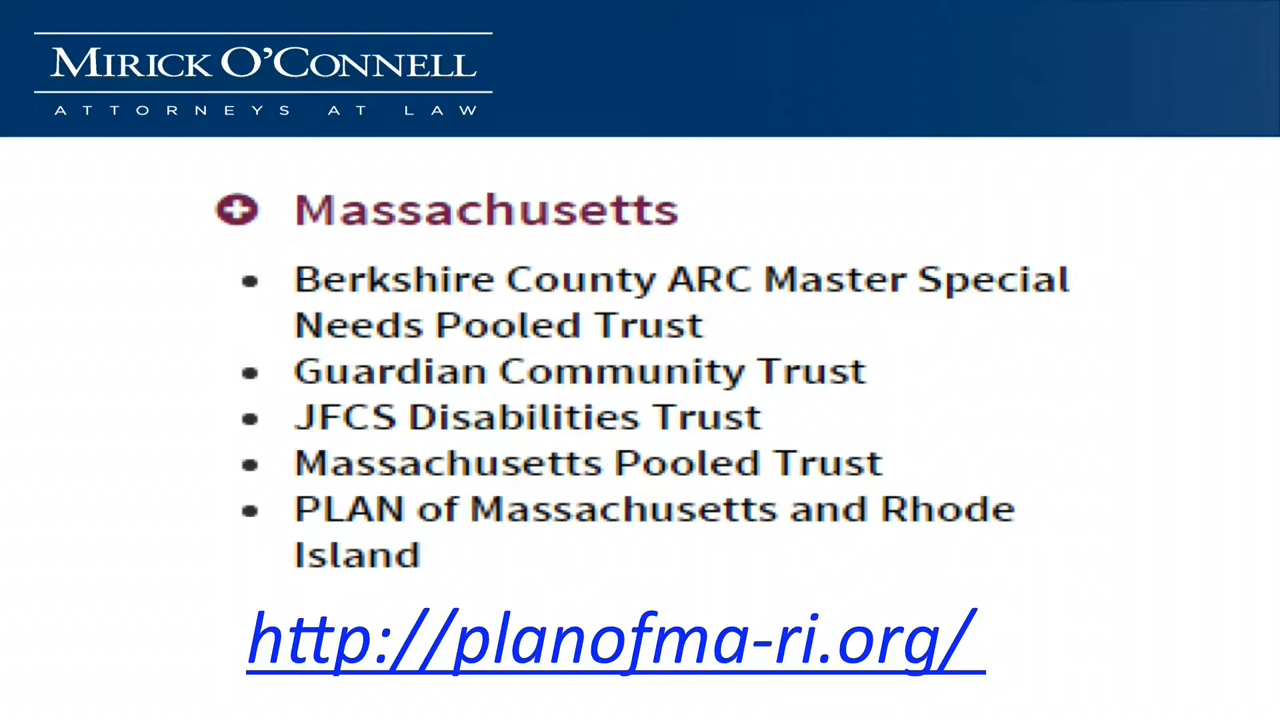 MIRICK O'CONNELL
ATTORNEYS AT LAW
Massachusetts
• Berkshire County ARC Master Special
Needs Pooled Trust
• Guardian Community Trust
• JFCS Disabilities Trust
• Massachusetts Pooled Trust
• PLAN of Massachusetts and Rhode
Island
http://planofma-ri.org/